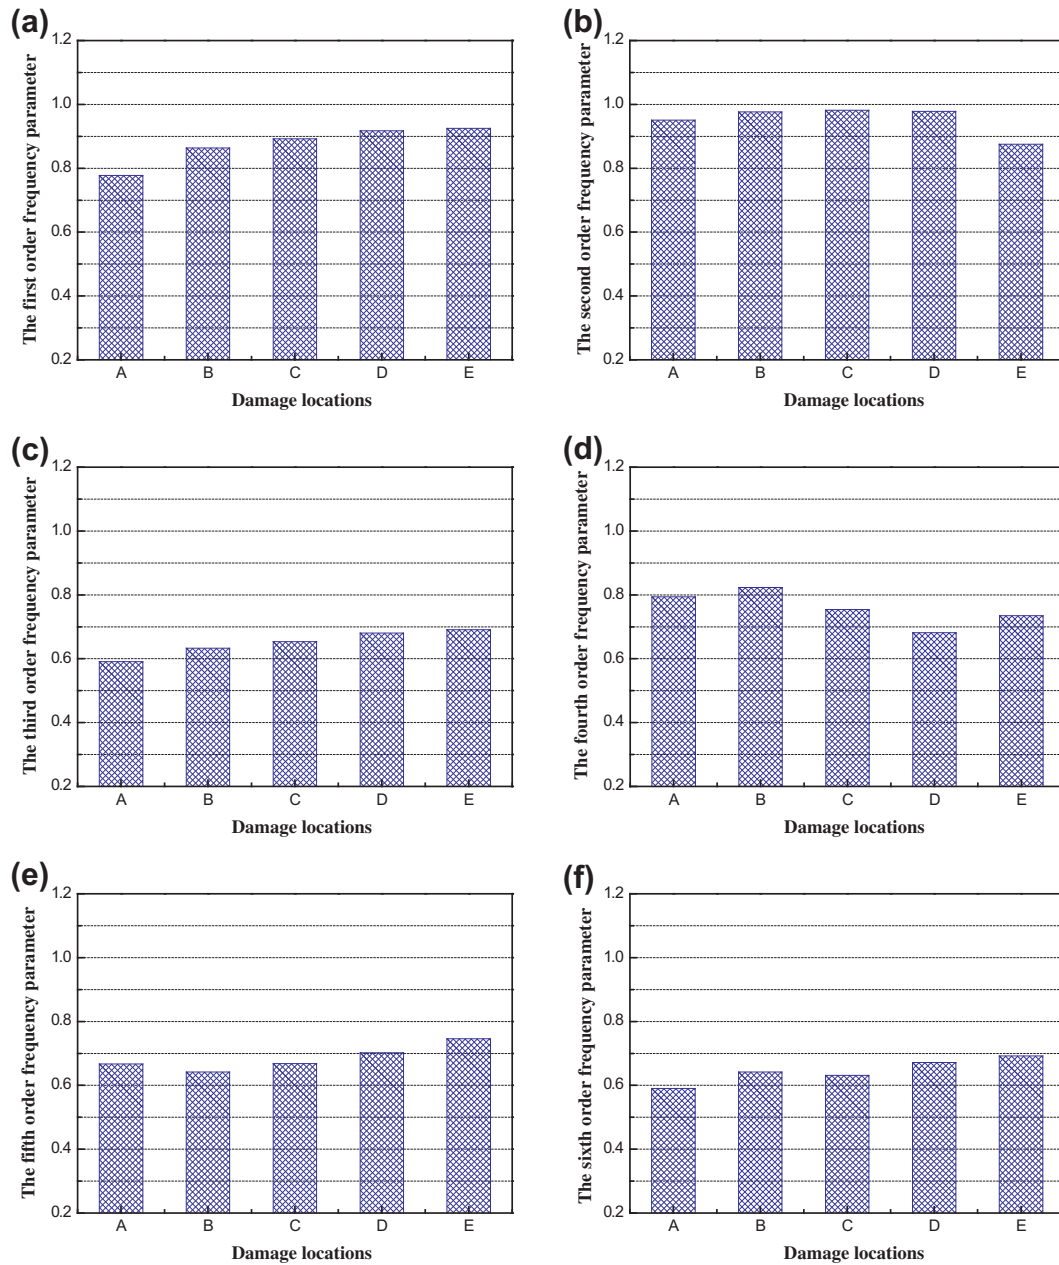 (a)
The first order frequency parameter
1.2
1.0
0.8
0.6
0.4
0.2
A B C D E
Damage locations
(b)
The second order frequency parameter
1.2
1.0
0.8
0.6
0.4
0.2
A B C D E
Damage locations
(c)
The third order frequency parameter
1.2
1.0
0.8
0.6
0.4
0.2
A B C D E
Damage locations
(d)
The fourth order frequency parameter
1.2
1.0
0.8
0.6
0.4
0.2
A B C D E
Damage locations
(e)
The fifth order frequency parameter
1.2
1.0
0.8
0.6
0.4
0.2
A B C D E
Damage locations
(f)
The sixth order frequency parameter
1.2
1.0
0.8
0.6
0.4
0.2
A B C D E
Damage locations